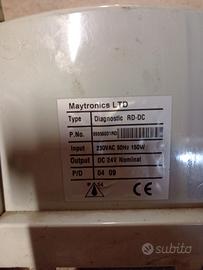 Maytronics LTD
Type Diagnostic RD-DC
P.No.
Input 230VAC 50Hz 150W
Output DC 24V Nominal
P/D 04 09
CE
subito